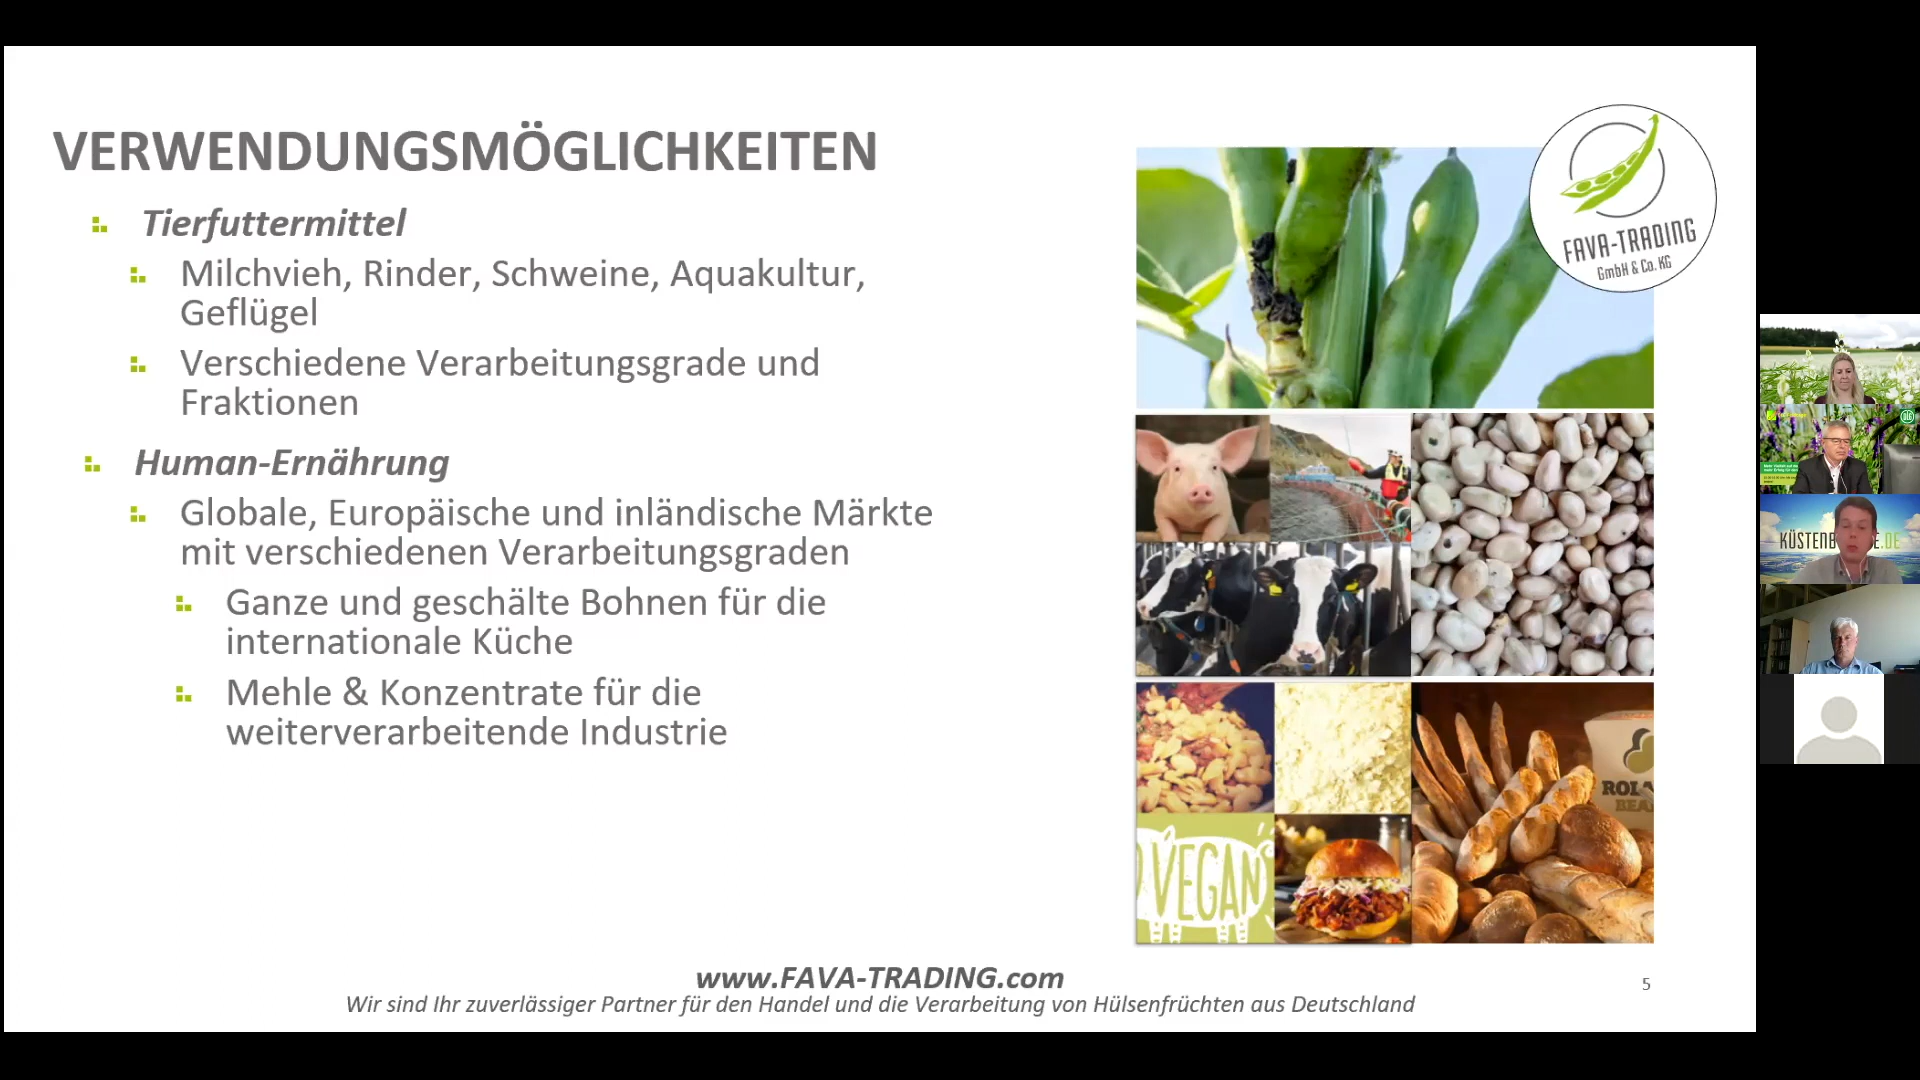 VERWENDUNGSMÖGLICHKEITEN
Tierfuttermittel
Milchvieh, Rinder, Schweine, Aquakultur,
Geflügel
Verschiedene Verarbeitungsgrade und
Fraktionen
Human-Ernährung
Globale, Europäische und inländische Märkte
mit verschiedenen Verarbeitungsgraden
Ganze und geschälte Bohnen für die
internationale Küche
Mehle & Konzentrate für die
weiterverarbeitende Industrie
FAVA-TRADING
GmbH & Co. KG
VEGAN
www.FAVA-TRADING.com
Wir sind Ihr zuverlässiger Partner für den Handel und die Verarbeitung von Hülsenfrüchten aus Deutschland
5